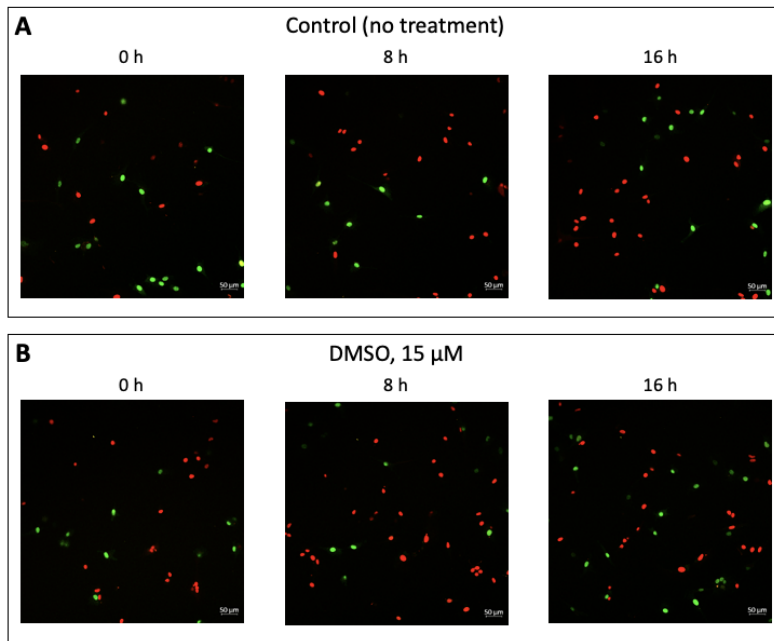 A
Control (no treatment)
0 h
8 h
16 h
50 µm
50 µm
50 µm
B
DMSO, 15 µM
0 h
8 h
16 h
50 µm
50 µm
50 µm